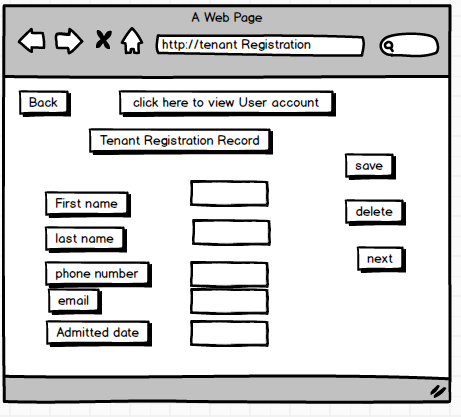 A Web Page
http://tenant Registration
Back
click here to view User account
Tenant Registration Record
save
First name
delete
last name
next
phone number
email
Admitted date